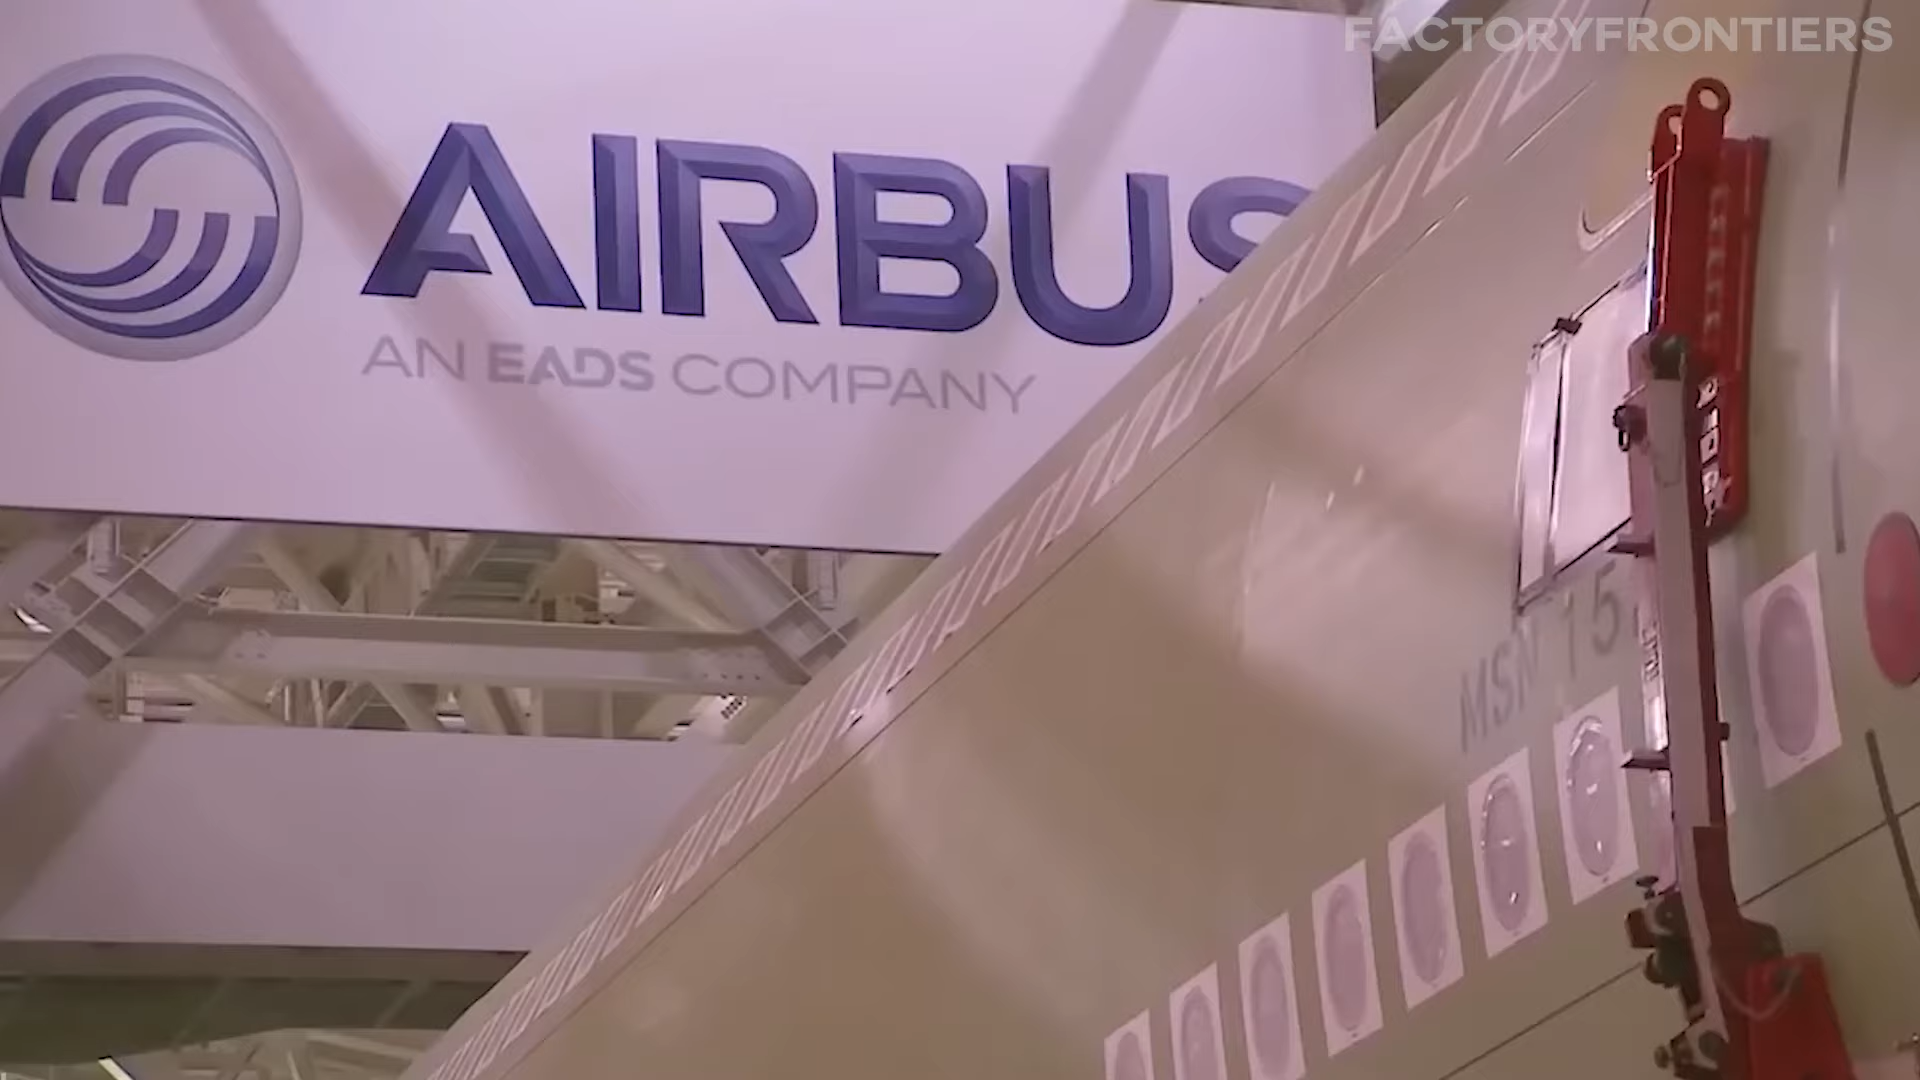 FACTORYFRONTIERS
AIRBUS
AN EADS COMPANY
MSN 15